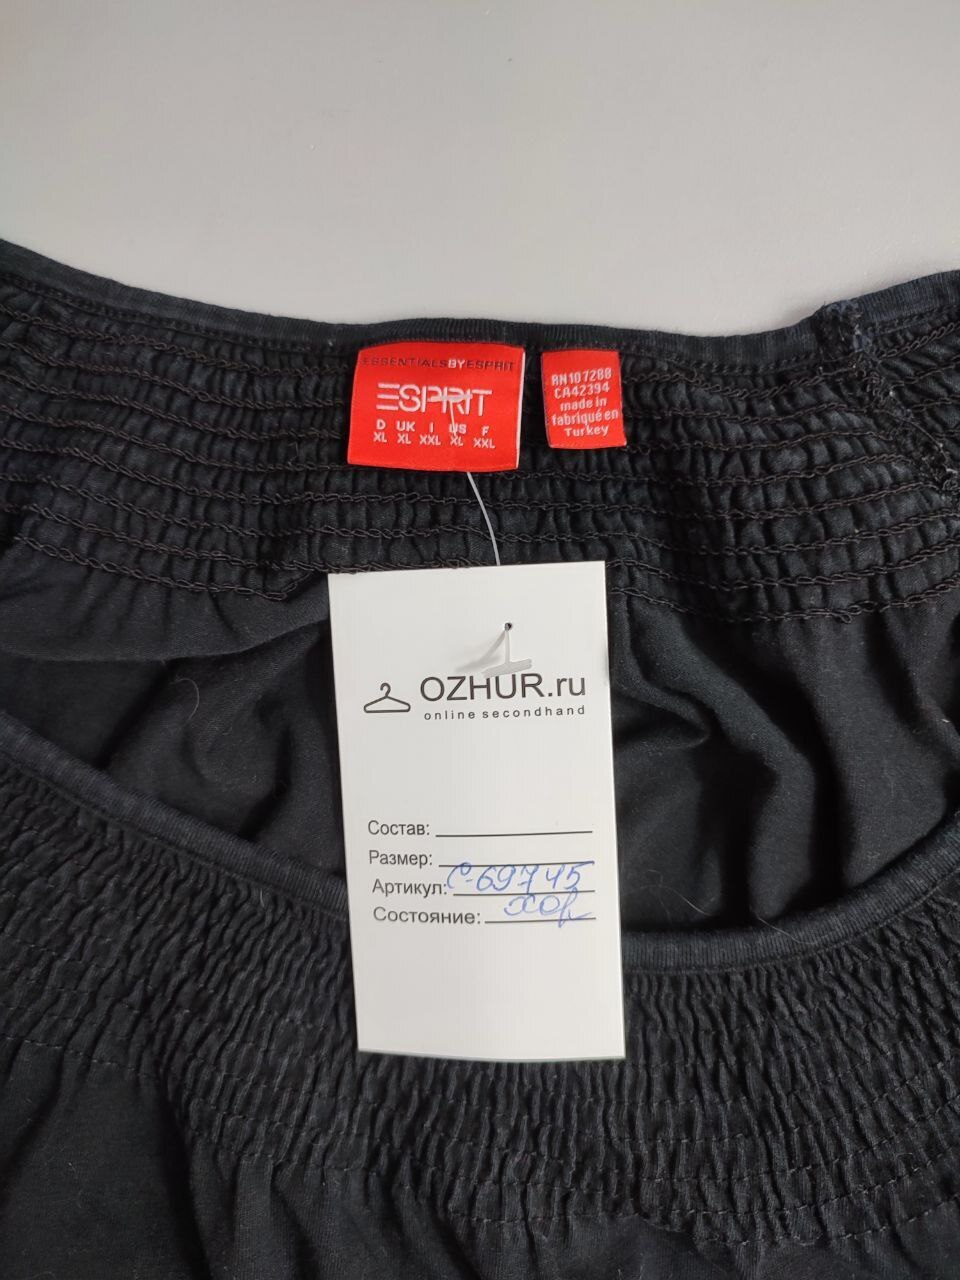 ESSENTIALSBYESPRIT
ESPRIT
D UK I US F
XL XL XXL XL XXL
RN107288
CA42394
made in
fabriqué en
Turkey
OZHUR.ru
online secondhand
Состав:
Размер:
Артикул: с-69745
Состояние: хор